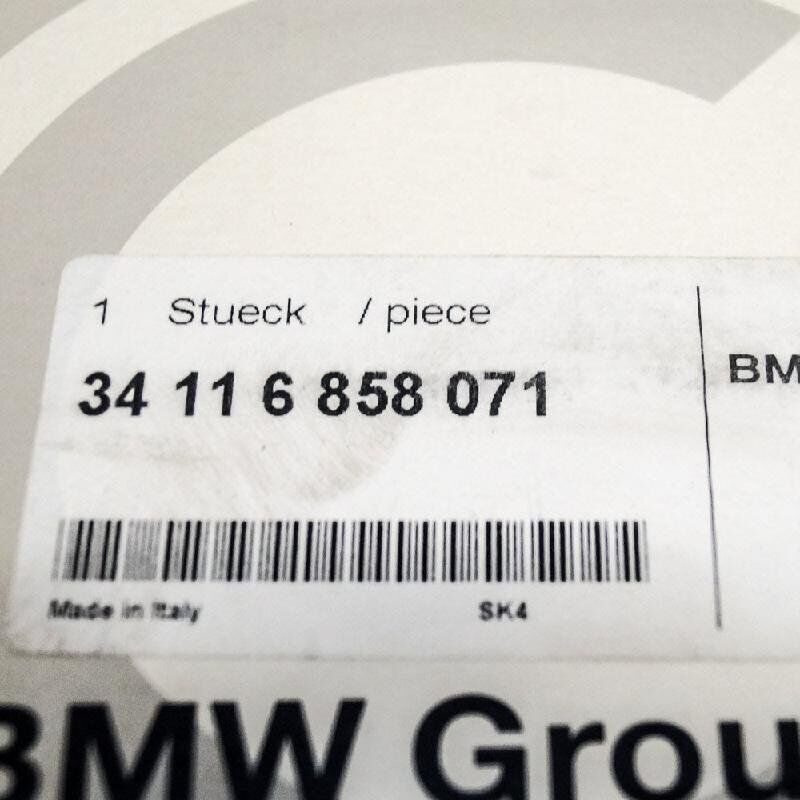 1 Stueck / piece
34 11 6 858 071
BM
Made in Italy SK4
BMW Grou